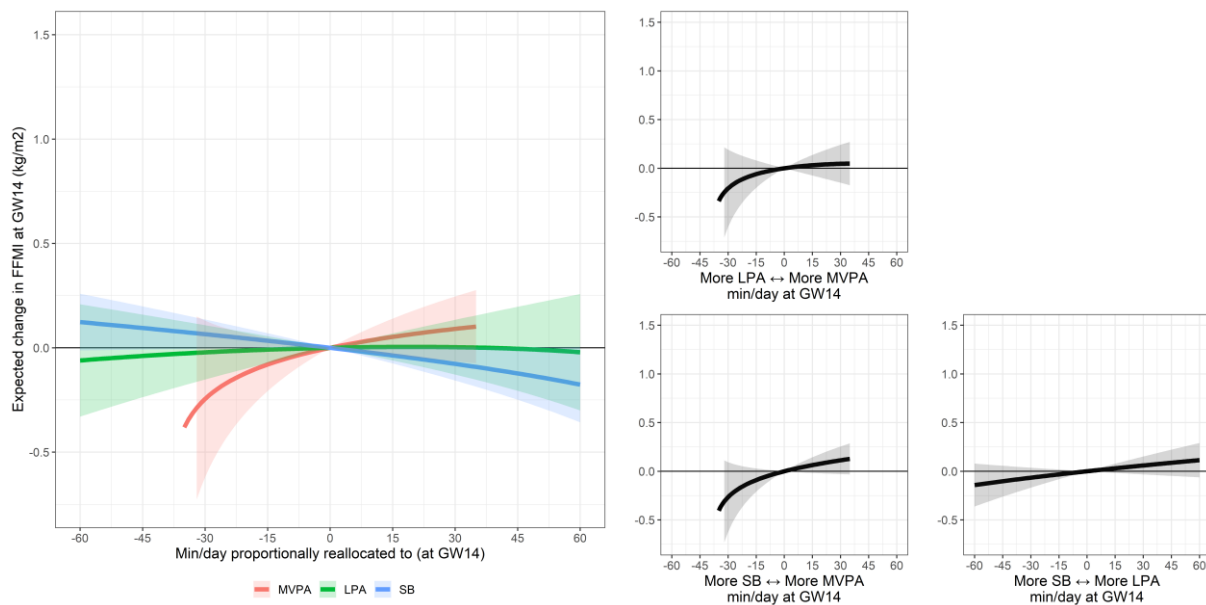 Expected change in FFMI at GW14 (kg/m2)
1.5
1.0
0.5
0.0
-0.5
-60 -45 -30 -15 0 15 30 45 60
Min/day proportionally reallocated to (at GW14)
MVPA LPA SB
1.5
1.0
0.5
0.0
-0.5
-60 -45 -30 -15 0 15 30 45 60
More LPA ↔ More MVPA
min/day at GW14
1.5
1.0
0.5
0.0
-0.5
-60 -45 -30 -15 0 15 30 45 60
More SB ↔ More MVPA
min/day at GW14
1.5
1.0
0.5
0.0
-0.5
-60 -45 -30 -15 0 15 30 45 60
More SB ↔ More LPA
min/day at GW14